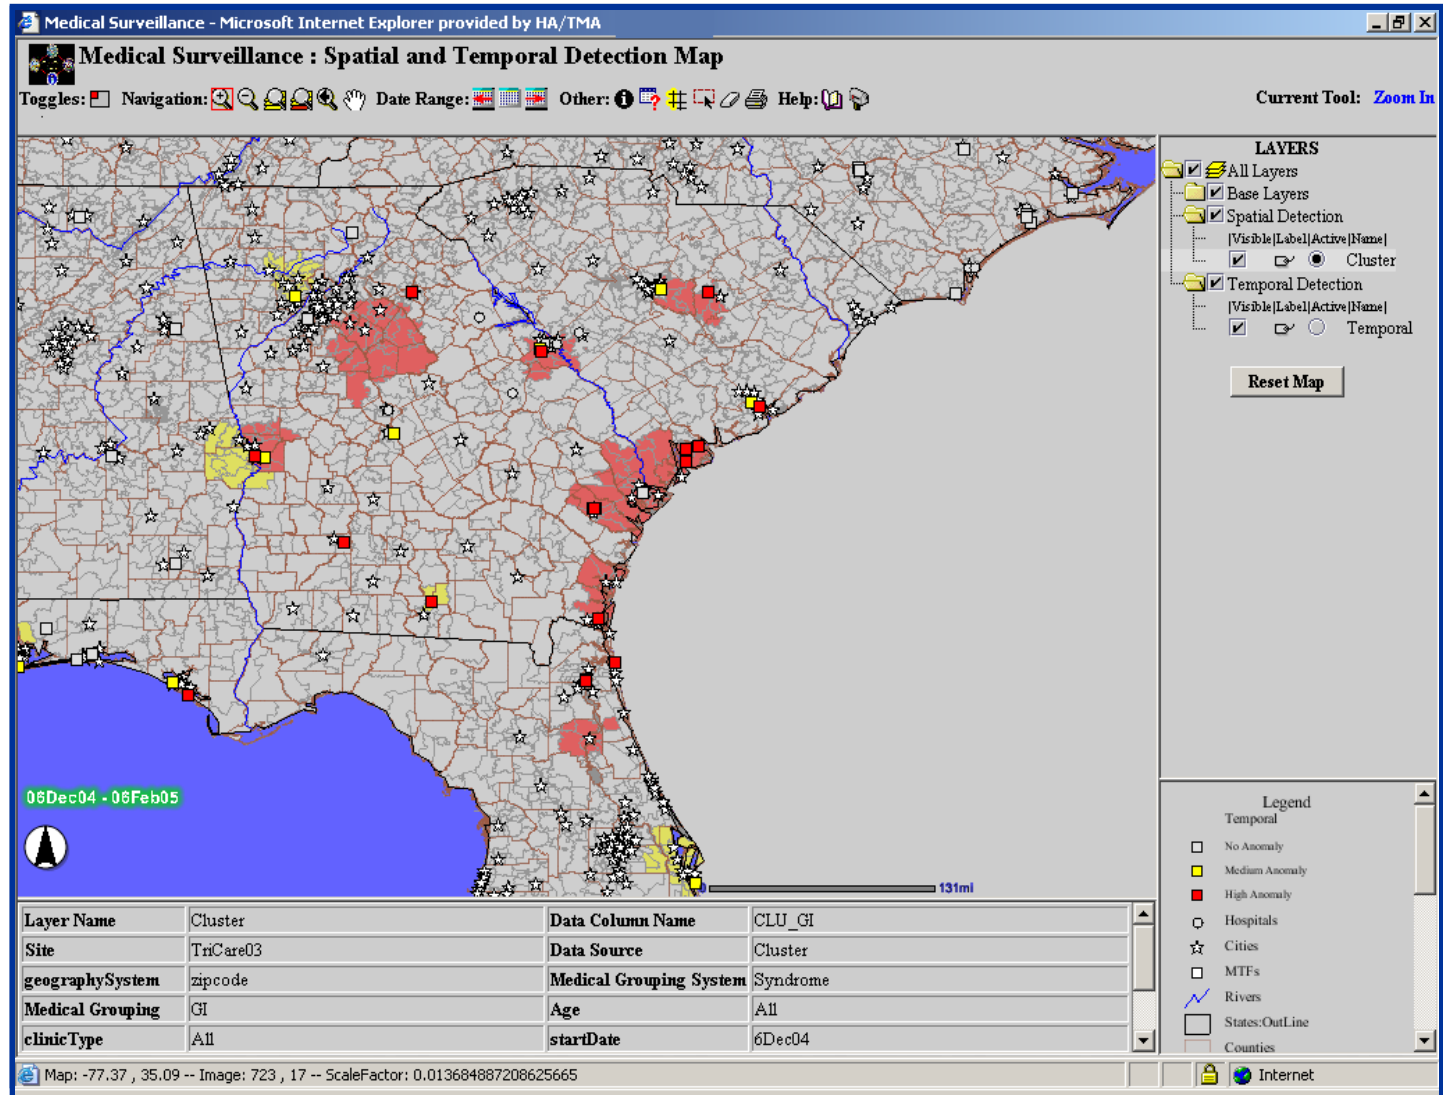 Medical Surveillance - Microsoft Internet Explorer provided by HA/TMA
Medical Surveillance : Spatial and Temporal Detection Map
Toggles: Navigation: Date Range: Other: Help:
Current Tool: Zoom In
LAYERS
All Layers
Base Layers
Spatial Detection
|Visible|Label|Active|Name|
Cluster
Temporal Detection
|Visible|Label|Active|Name|
Temporal
Reset Map
06Dec04 - 06Feb05
0 131mi
Legend
Temporal
No Anomaly
Medium Anomaly
High Anomaly
Hospitals
Cities
MTFs
Rivers
States:OutLine
Counties
Layer Name Cluster Data Column Name CLU_GI
Site TriCare03 Data Source Cluster
geographySystem zipcode Medical Grouping System Syndrome
Medical Grouping GI Age All
clinicType All startDate 6Dec04
Map: -77.37 , 35.09 -- Image: 723 , 17 -- ScaleFactor: 0.013684887208625665
Internet